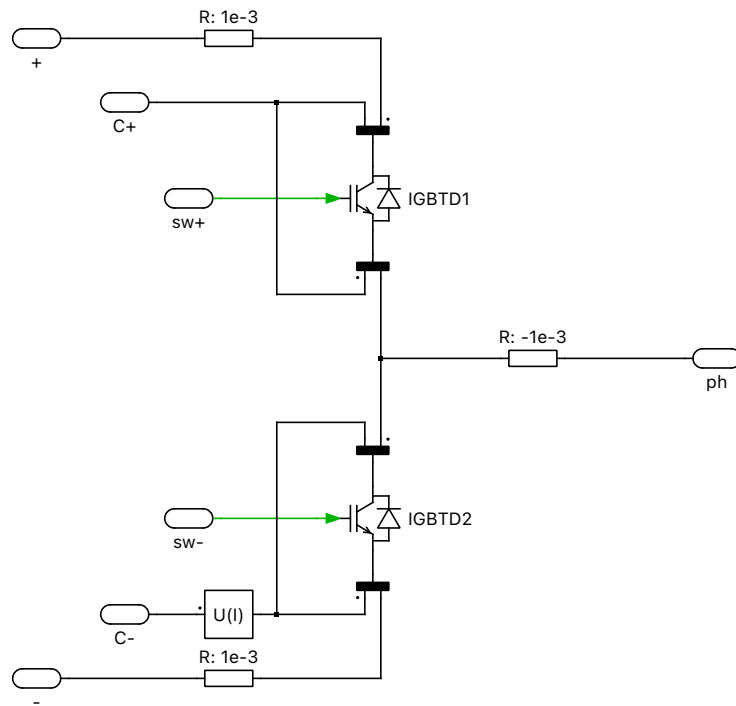 R: 1e-3
+
C+
sw+
IGBTD1
R: -1e-3
ph
sw-
IGBTD2
U(I)
C-
R: 1e-3
-